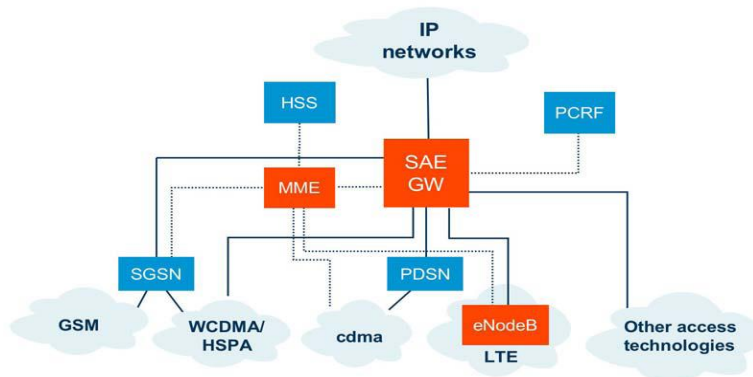 IP
networks
HSS
PCRF
SAE
GW
MME
SGSN
PDSN
GSM
WCDMA/
HSPA
cdma
eNodeB
LTE
Other access
technologies